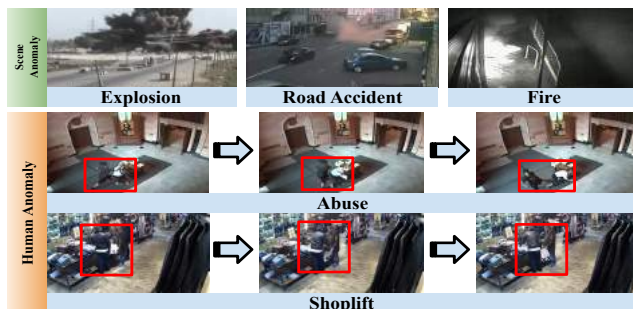 Scene
Anomaly
Explosion
Road Accident
Fire
Human Anomaly
Abuse
Shoplift